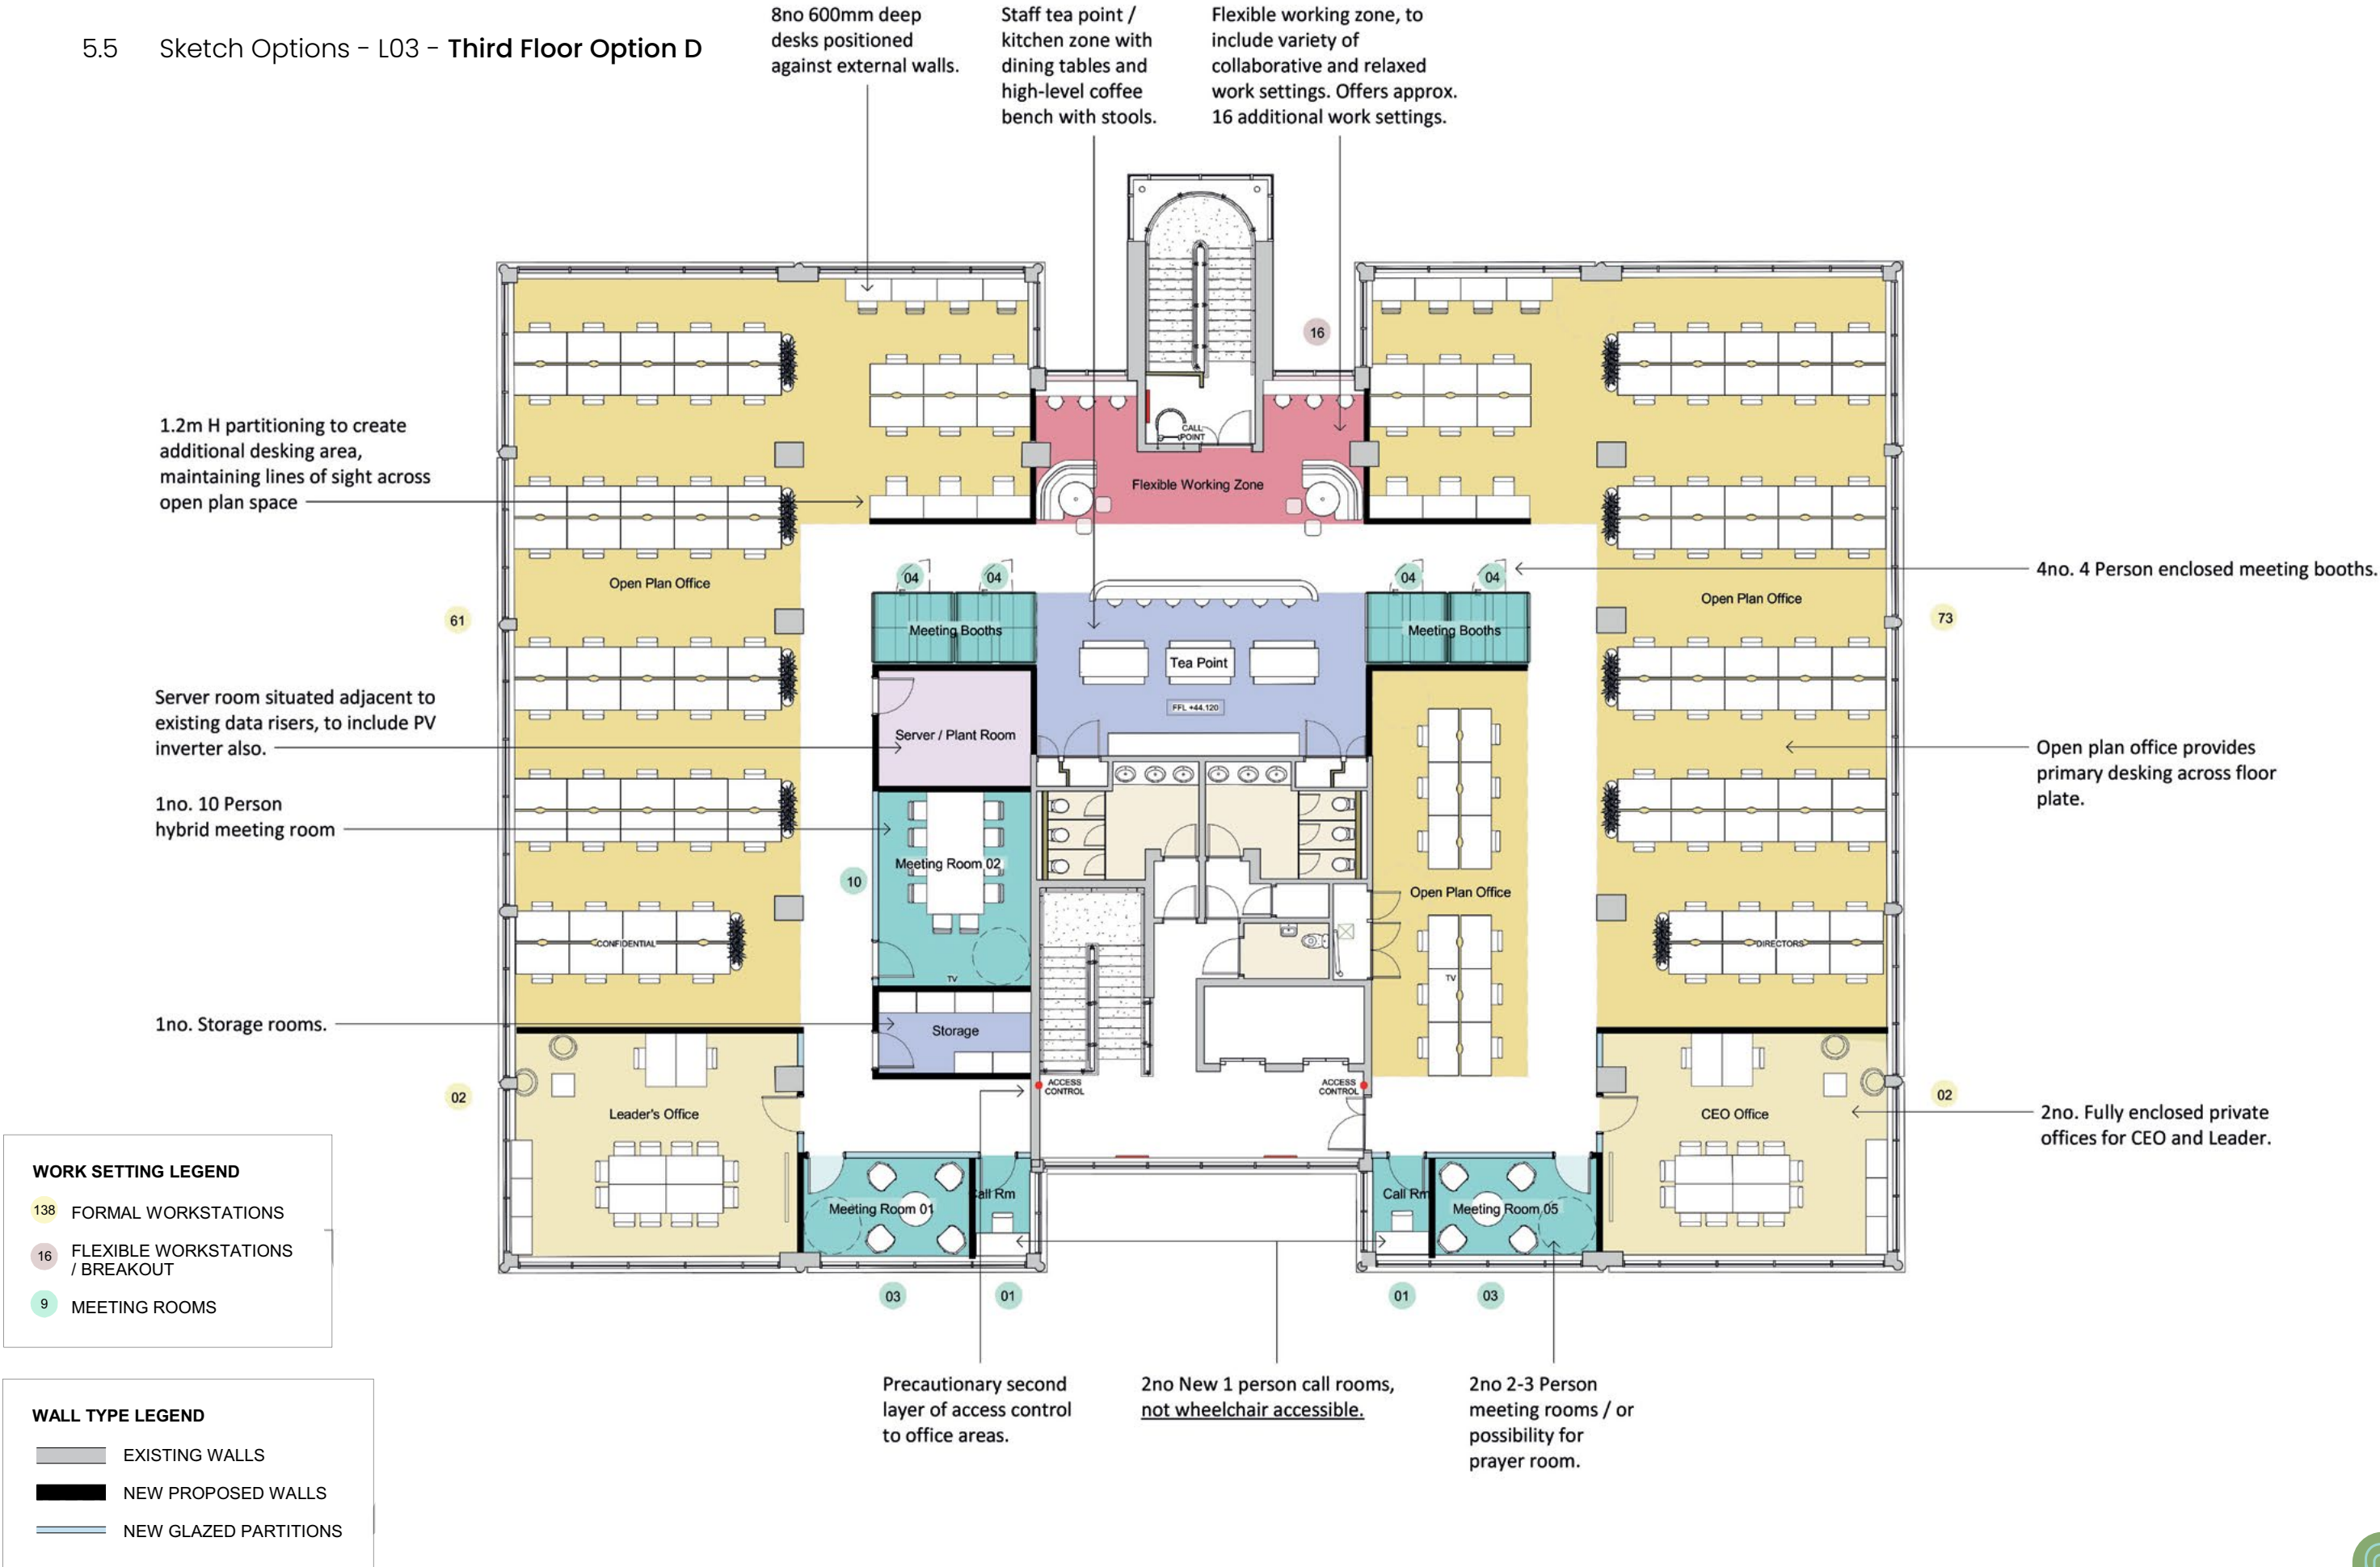 5.5 Sketch Options - L03 - Third Floor Option D
8no 600mm deep
desks positioned
against external walls.
Staff tea point /
kitchen zone with
dining tables and
high-level coffee
bench with stools.
Flexible working zone, to
include variety of
collaborative and relaxed
work settings. Offers approx.
16 additional work settings.
16
CALL
POINT
1.2m H partitioning to create
additional desking area,
maintaining lines of sight across
open plan space
Flexible Working Zone
4no. 4 Person enclosed meeting booths.
04
04
04
04
Open Plan Office
Open Plan Office
61
73
Meeting Booths
Meeting Booths
Tea Point
FFL +44.120
Server room situated adjacent to
existing data risers, to include PV
inverter also.
Server / Plant Room
Open plan office provides
primary desking across floor
plate.
1no. 10 Person
hybrid meeting room
Meeting Room 02
10
Open Plan Office
CONFIDENTIAL
DIRECTORS
TV
TV
1no. Storage rooms.
Storage
ACCESS
CONTROL
ACCESS
CONTROL
02
02
Leader's Office
CEO Office
2no. Fully enclosed private
offices for CEO and Leader.
Call Rm
Call Rm
Meeting Room 01
Meeting Room 05
03
01
01
03
WORK SETTING LEGEND
138 FORMAL WORKSTATIONS
16 FLEXIBLE WORKSTATIONS
/ BREAKOUT
9 MEETING ROOMS
Precautionary second
layer of access control
to office areas.
2no New 1 person call rooms,
not wheelchair accessible.
2no 2-3 Person
meeting rooms / or
possibility for
prayer room.
WALL TYPE LEGEND
EXISTING WALLS
NEW PROPOSED WALLS
NEW GLAZED PARTITIONS